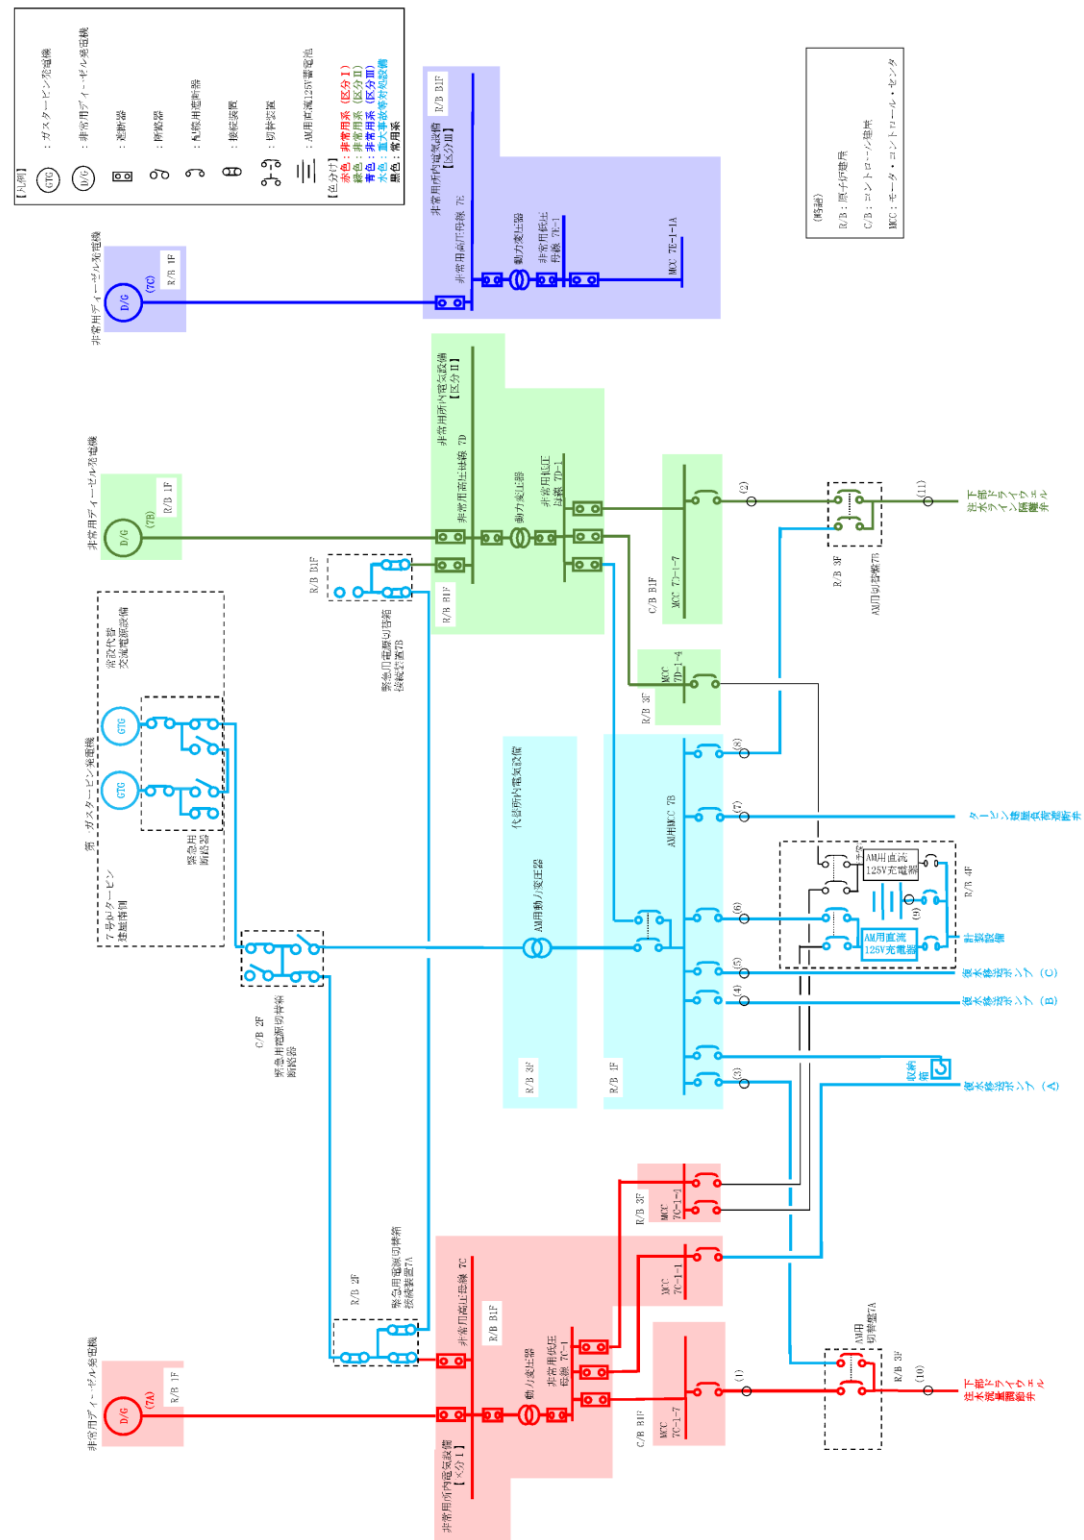 【凡例】
GTG
：ガスタービン発電機
D/G
：非常用ディーゼル発電機
：遮断器
：断路器
：配線用遮断器
：接続装置
：切替装置
：AM用直流125V蓄電池
【色分け】
赤色：非常用系（区分Ⅰ）
緑色：非常用系（区分Ⅱ）
青色：非常用系（区分Ⅲ）
水色：重大事故等対処設備
黒色：常用系
（略語）
R/B：原子炉建屋
C/B：コントロール建屋
MCC：モータ・コントロール・センタ
非常用ディーゼル発電機
D/G
(7A)
R/B 1F
第一ガスタービン発電機
7号炉タービン
建屋南側
常設代替
交流電源設備
GTG
GTG
緊急用
断路器
非常用ディーゼル発電機
D/G
(7B)
R/B 1F
非常用ディーゼル発電機
D/G
(7C)
R/B 1F
C/B 2F
緊急用電源切替箱
断路器
R/B 2F
緊急用電源切替箱
接続装置7A
R/B B1F
緊急用電源切替箱
接続装置7B
非常用所内電気設備
【区分Ⅰ】
非常用高圧母線 7C
R/B B1F
動力変圧器
非常用低圧
母線 7C-1
代替所内電気設備
AM用動力変圧器
R/B 3F
非常用所内電気設備
【区分Ⅱ】
非常用高圧母線 7D
R/B B1F
動力変圧器
非常用低圧
母線 7D-1
非常用所内電気設備
【区分Ⅲ】
R/B B1F
非常用高圧母線 7E
動力変圧器
非常用低圧
母線 7E-1
MCC 7E-1-1A
C/B B1F
MCC
7C-1-7
MCC
7C-1-1
R/B 3F
MCC
R/B 1F
AM用MCC 7B
R/B 3F
MCC
7D-1-4
C/B B1F
MCC 7D-1-7
(1)
(3)
(4)
(5)
(6)
(7)
(8)
(2)
AM用
切替盤7A
R/B 3F
(10)
収納
箱
AM用直流
125V充電器
(9)
AM用直流
125V充電器
R/B 4F
R/B 3F
AM用切替盤7B
(11)
下部ドライウェル
注水流量調節弁
復水移送ポンプ (A)
復水移送ポンプ (B)
復水移送ポンプ (C)
計装設備
タービン建屋負荷遮断弁
下部ドライウェル
注水ライン隔離弁